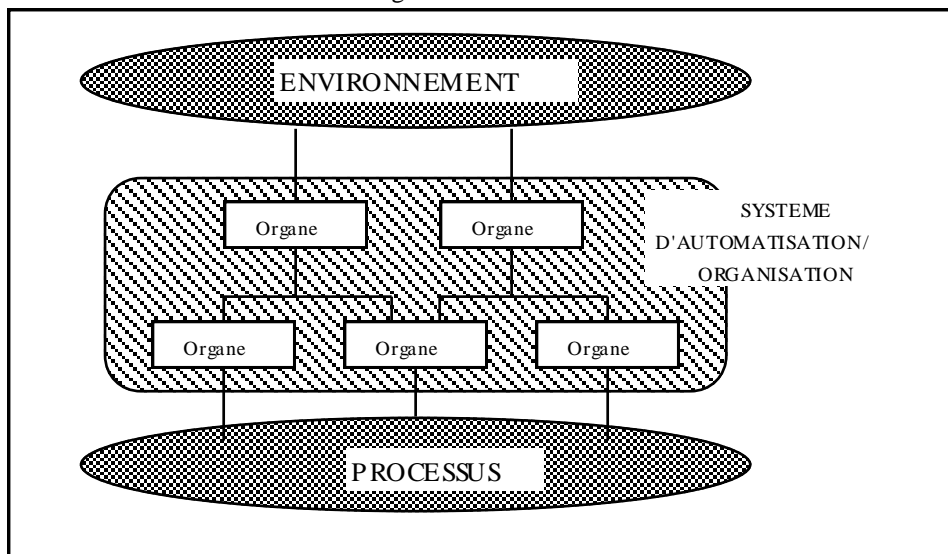 ENVIRONNEMENT
Organe
Organe
SYSTEME
D'AUTOMATISATION/
ORGANISATION
Organe
Organe
Organe
PROCESSUS